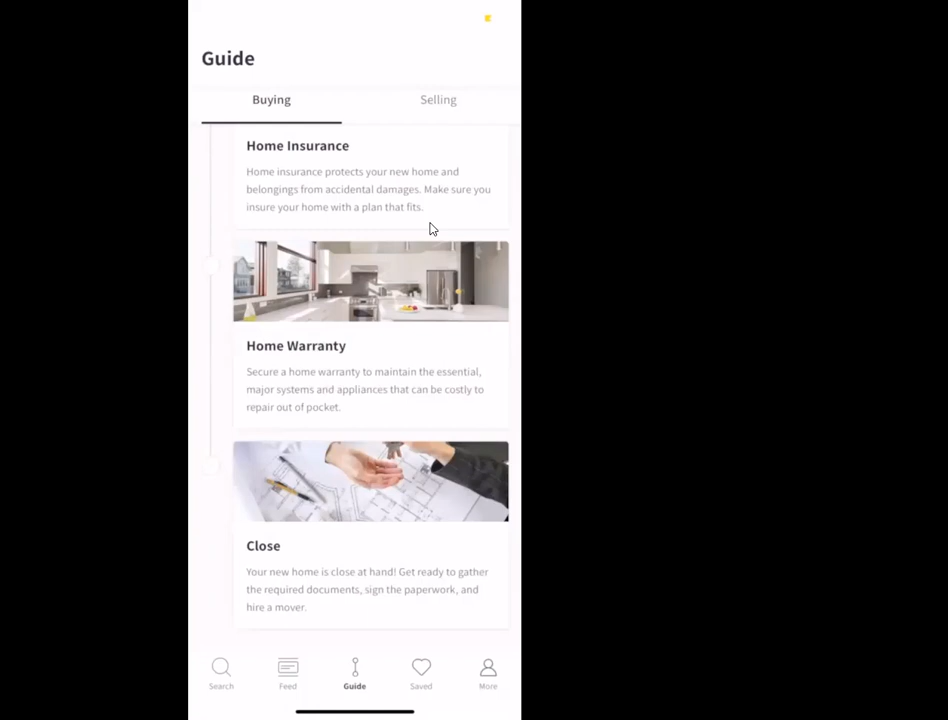 Guide
Buying
Selling
Home Insurance
Home insurance protects your new home and
belongings from accidental damages. Make sure you
insure your home with a plan that fits.
Home Warranty
Secure a home warranty to maintain the essential,
major systems and appliances that can be costly to
repair out of pocket.
Close
Your new home is close at hand! Get ready to gather
the required documents, sign the paperwork, and
hire a mover.
Search
Feed
Guide
Saved
More